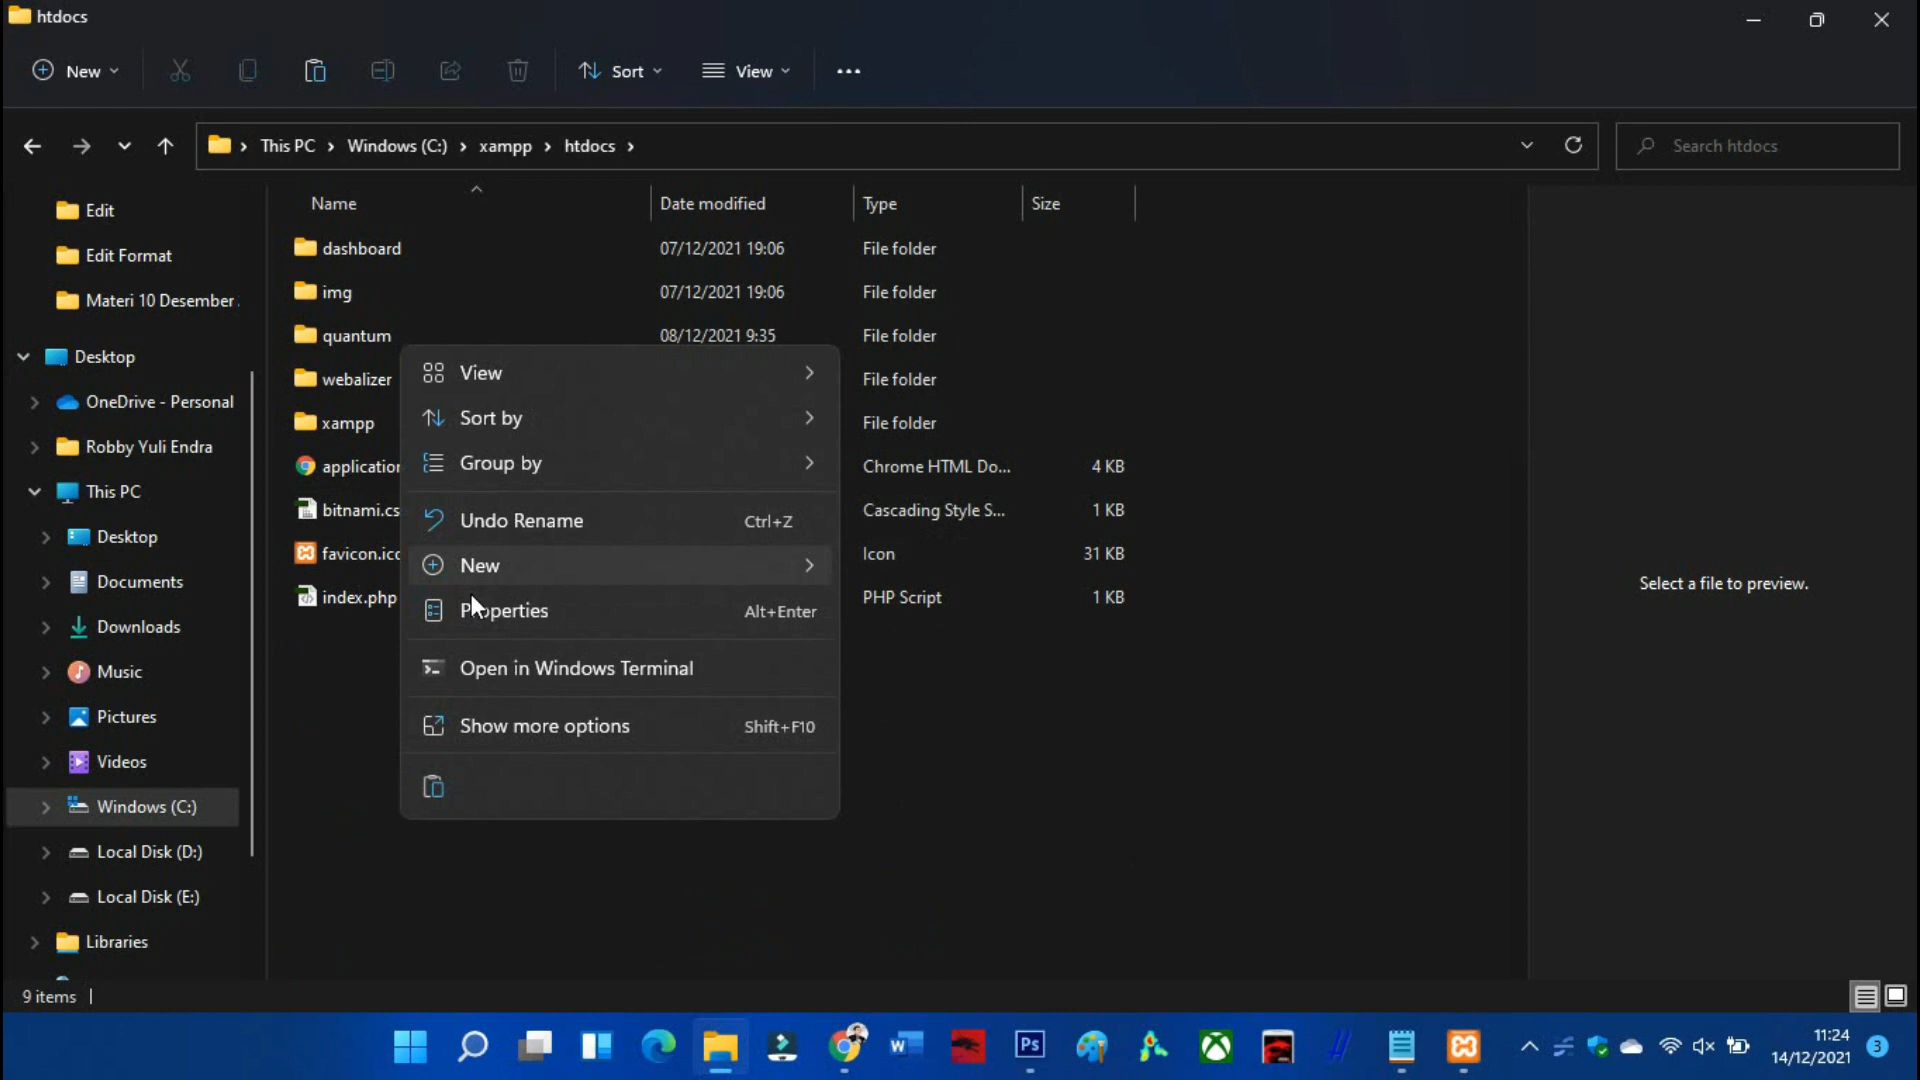 htdocs
New
Sort
View
This PC > Windows (C:) > xampp > htdocs >
Search htdocs
Name
Date modified
Type
Size
Edit
Edit Format
Materi 10 Desember
Desktop
OneDrive - Personal
Robby Yuli Endra
This PC
Desktop
Documents
Downloads
Music
Pictures
Videos
Windows (C:)
Local Disk (D:)
Local Disk (E:)
Libraries
dashboard 07/12/2021 19:06 File folder
img 07/12/2021 19:06 File folder
quantum 08/12/2021 9:35 File folder
webalizer File folder
xampp File folder
application Chrome HTML Do... 4 KB
bitnami.cs Cascading Style S... 1 KB
favicon.ico Icon 31 KB
index.php PHP Script 1 KB
View
Sort by
Group by
Undo Rename Ctrl+Z
New
Properties Alt+Enter
Open in Windows Terminal
Show more options Shift+F10
Select a file to preview.
9 items
W
Ps
11:24
14/12/2021
3